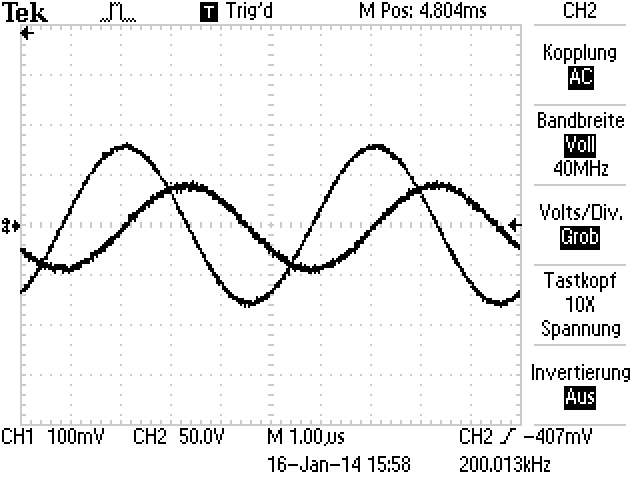 Tek T Trig'd M Pos: 4.804ms CH2
Kopplung
AC
Bandbreite
Voll
40MHz
Volts/Div.
Grob
Tastkopf
10X
Spannung
Invertierung
Aus
CH1 100mV CH2 50.0V M 1.00µs CH2 -407mV
16-Jan-14 15:58 200.013kHz